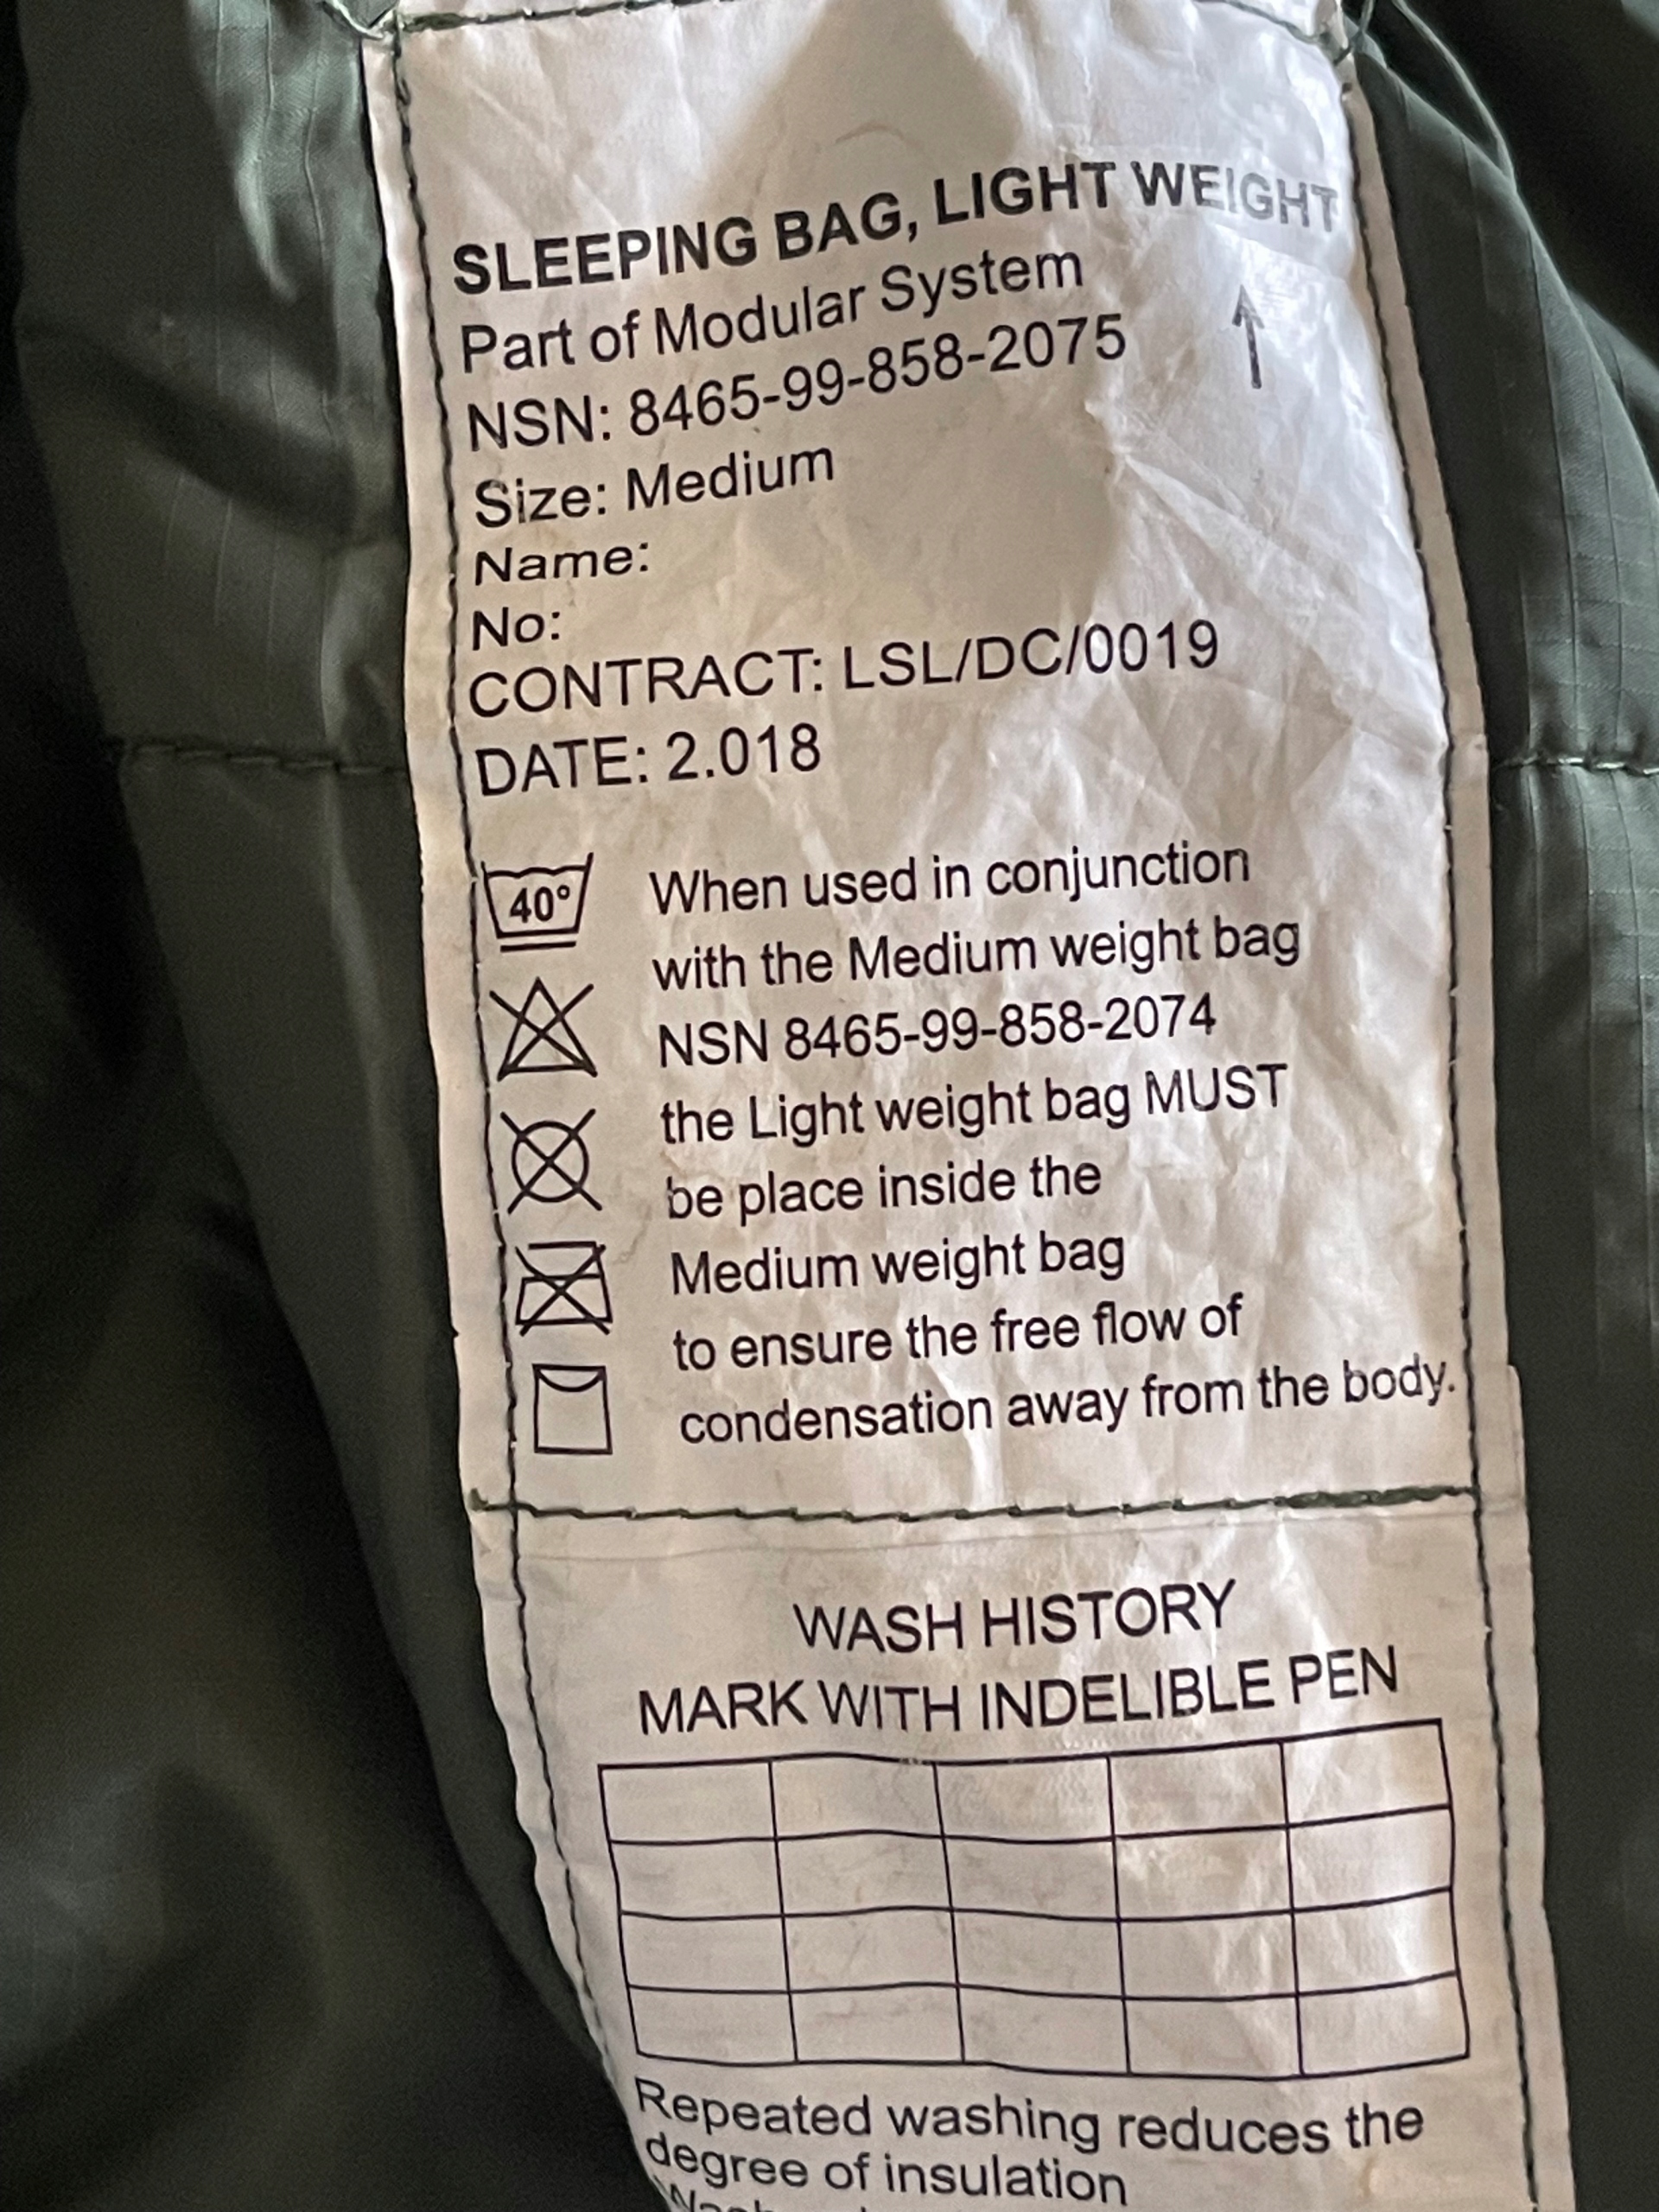 SLEEPING BAG, LIGHT WEIGHT
Part of Modular System
NSN: 8465-99-858-2075
Size: Medium
Name:
No:
CONTRACT: LSL/DC/0019
DATE: 2.018
40°
When used in conjunction
with the Medium weight bag
NSN 8465-99-858-2074
the Light weight bag MUST
be place inside the
Medium weight bag
to ensure the free flow of
condensation away from the body.
WASH HISTORY
MARK WITH INDELIBLE PEN
Repeated washing reduces the
degree of insulation